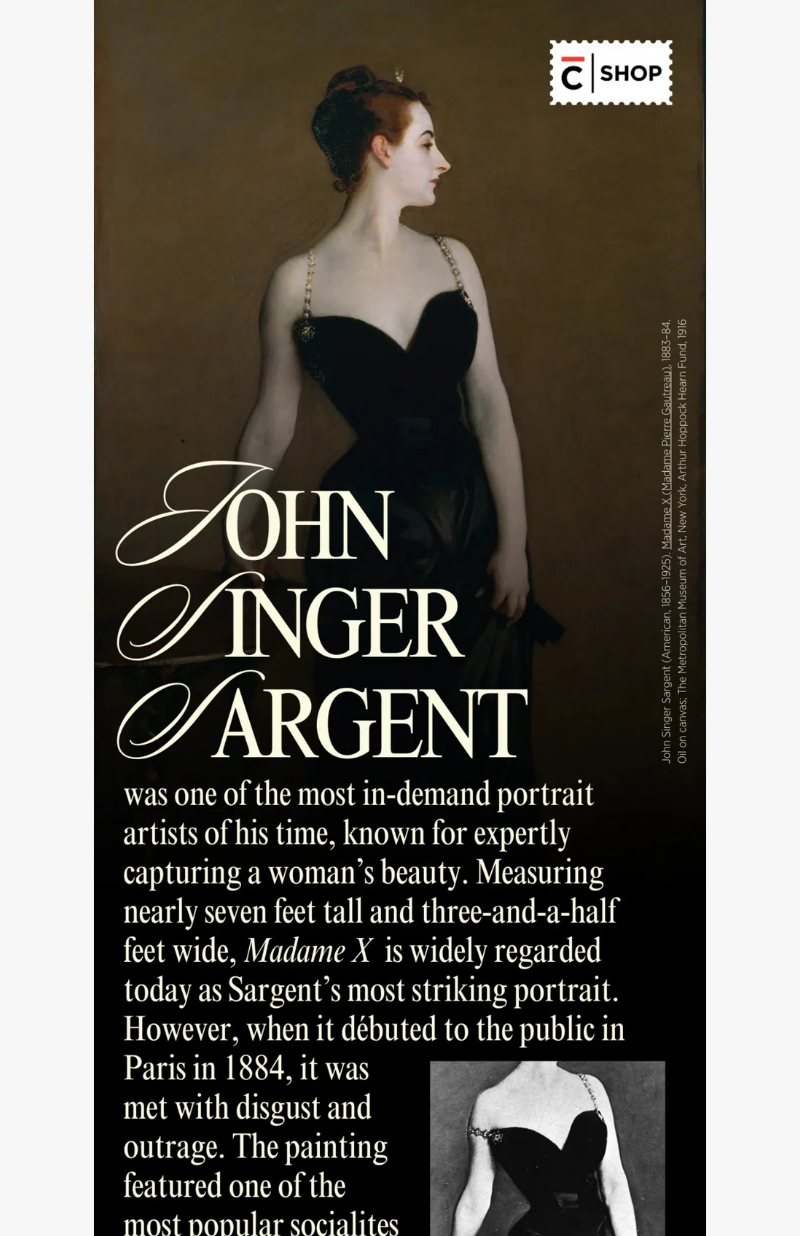 C | SHOP
JOHN
SINGER
SARGENT
was one of the most in-demand portrait
artists of his time, known for expertly
capturing a woman’s beauty. Measuring
nearly seven feet tall and three-and-a-half
feet wide, Madame X is widely regarded
today as Sargent’s most striking portrait.
However, when it débuted to the public in
Paris in 1884, it was
met with disgust and
outrage. The painting
featured one of the
most popular socialites
John Singer Sargent (American, 1856–1925). Madame X (Madame Pierre Gautreau), 1883–84.
Oil on canvas; The Metropolitan Museum of Art, New York, Arthur Hoppock Hearn Fund, 1916